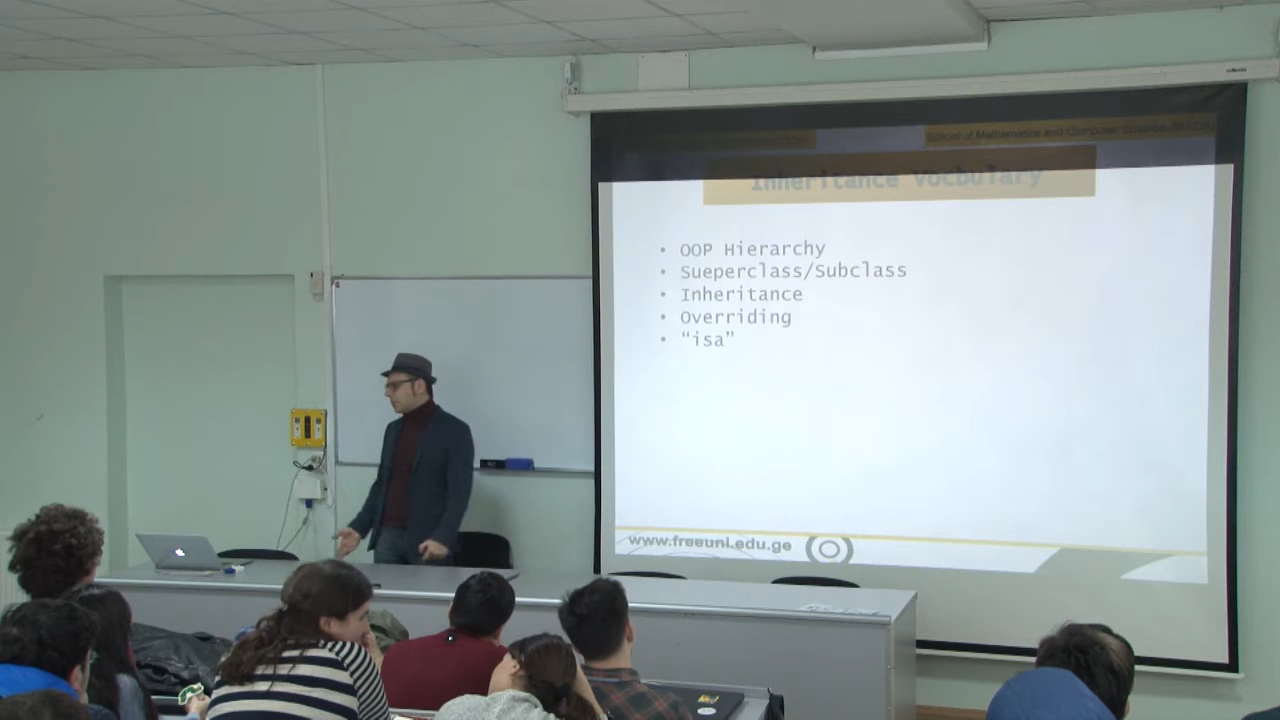 School of Mathematics and Computer Science
Inheritance Vocbulary
• OOP Hierarchy
• Sueperclass/Subclass
• Inheritance
• Overriding
• “isa”
www.freeuni.edu.ge